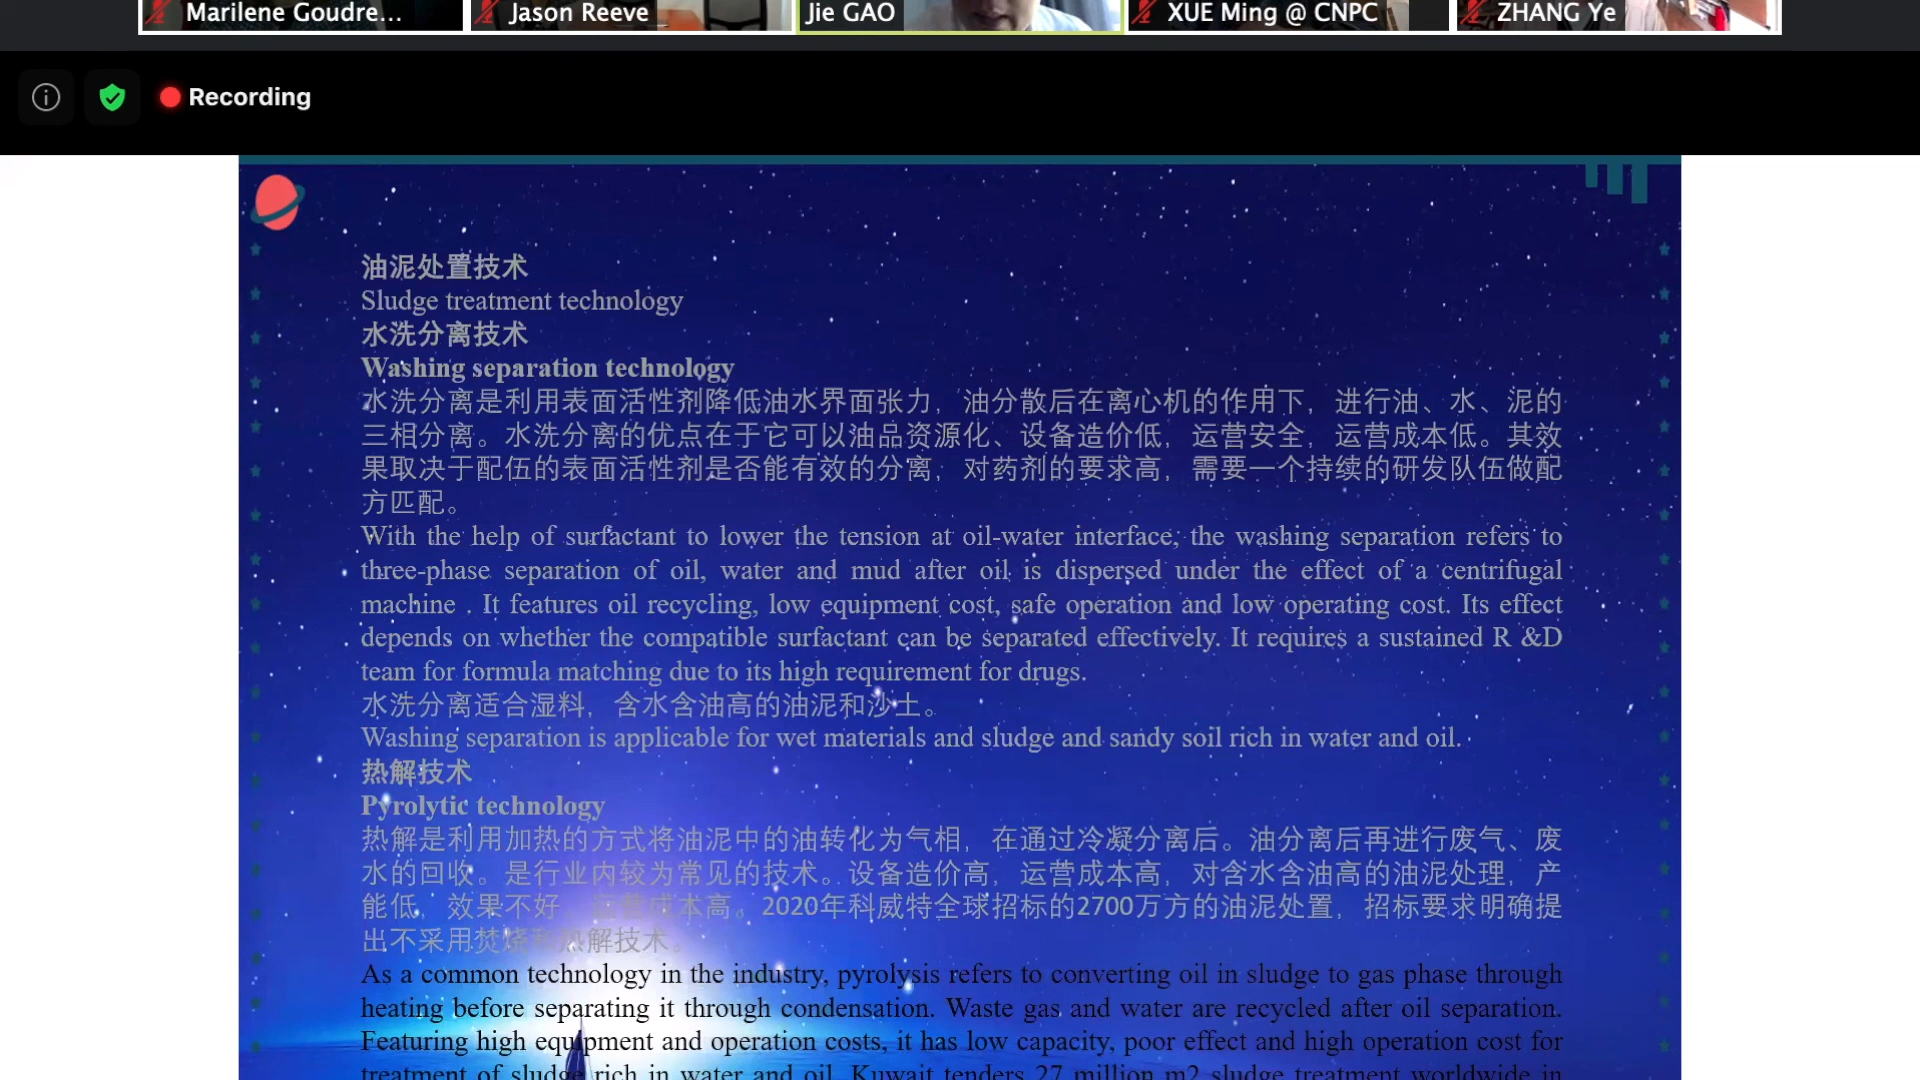 Marilene Goudre...
Jason Reeve
Jie GAO
XUE Ming @ CNPC
ZHANG Ye
Recording
油泥处置技术
Sludge treatment technology
水洗分离技术
Washing separation technology
水洗分离是利用表面活性剂降低油水界面张力，油分散后在离心机的作用下，进行油、水、泥的
三相分离。水洗分离的优点在于它可以油品资源化、设备造价低，运营安全，运营成本低。其效
果取决于配伍的表面活性剂是否能有效的分离，对药剂的要求高，需要一个持续的研发队伍做配
方匹配。
With the help of surfactant to lower the tension at oil-water interface, the washing separation refers to
three-phase separation of oil, water and mud after oil is dispersed under the effect of a centrifugal
machine . It features oil recycling, low equipment cost, safe operation and low operating cost. Its effect
depends on whether the compatible surfactant can be separated effectively. It requires a sustained R &D
team for formula matching due to its high requirement for drugs.
水洗分离适合湿料，含水含油高的油泥和沙土。
Washing separation is applicable for wet materials and sludge and sandy soil rich in water and oil.
热解技术
Pyrolytic technology
热解是利用加热的方式将油泥中的油转化为气相，在通过冷凝分离后。油分离后再进行废气、废
水的回收。是行业内较为常见的技术。设备造价高，运营成本高，对含水含油高的油泥处理，产
能低，效果不好，运营成本高。2020年科威特全球招标的2700万方的油泥处置，招标要求明确提
出不采用焚烧和热解技术。
As a common technology in the industry, pyrolysis refers to converting oil in sludge to gas phase through
heating before separating it through condensation. Waste gas and water are recycled after oil separation.
Featuring high equipment and operation costs, it has low capacity, poor effect and high operation cost for
treatment of sludge rich in water and oil. Kuwait tenders 27 million m2 sludge treatment worldwide in